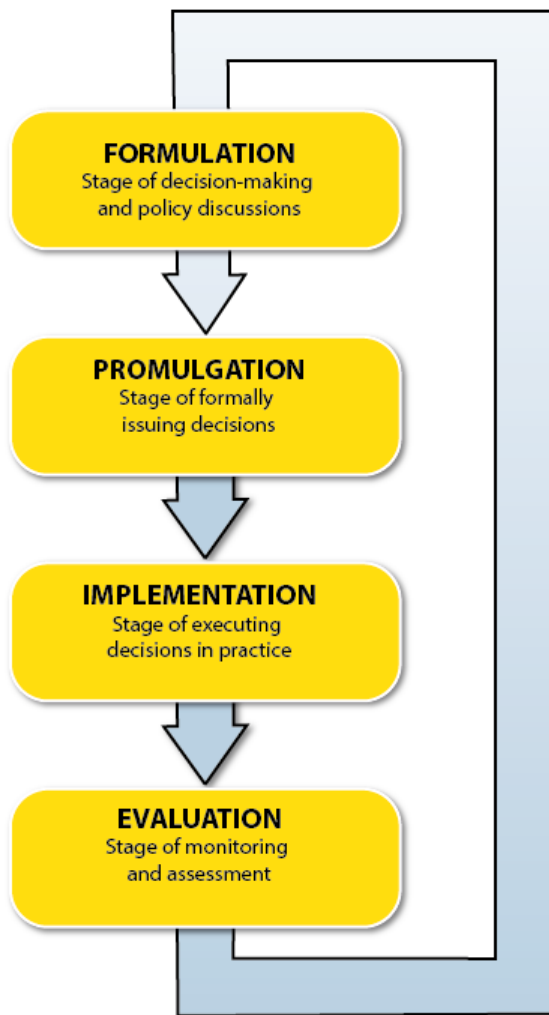 FORMULATION
Stage of decision-making
and policy discussions
PROMULGATION
Stage of formally
issuing decisions
IMPLEMENTATION
Stage of executing
decisions in practice
EVALUATION
Stage of monitoring
and assessment